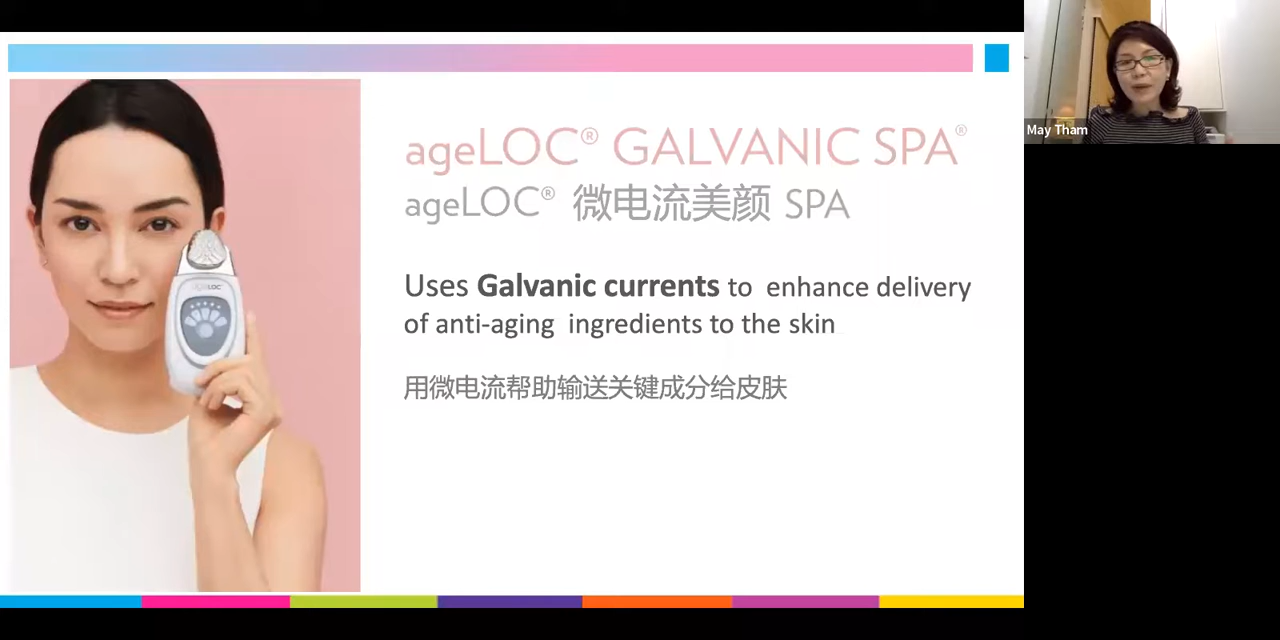 ageLOC® GALVANIC SPA®
ageLOC® 微电流美颜 SPA
Uses Galvanic currents to enhance delivery
of anti-aging ingredients to the skin
用微电流帮助输送关键成分给皮肤
ageLOC
May Tham